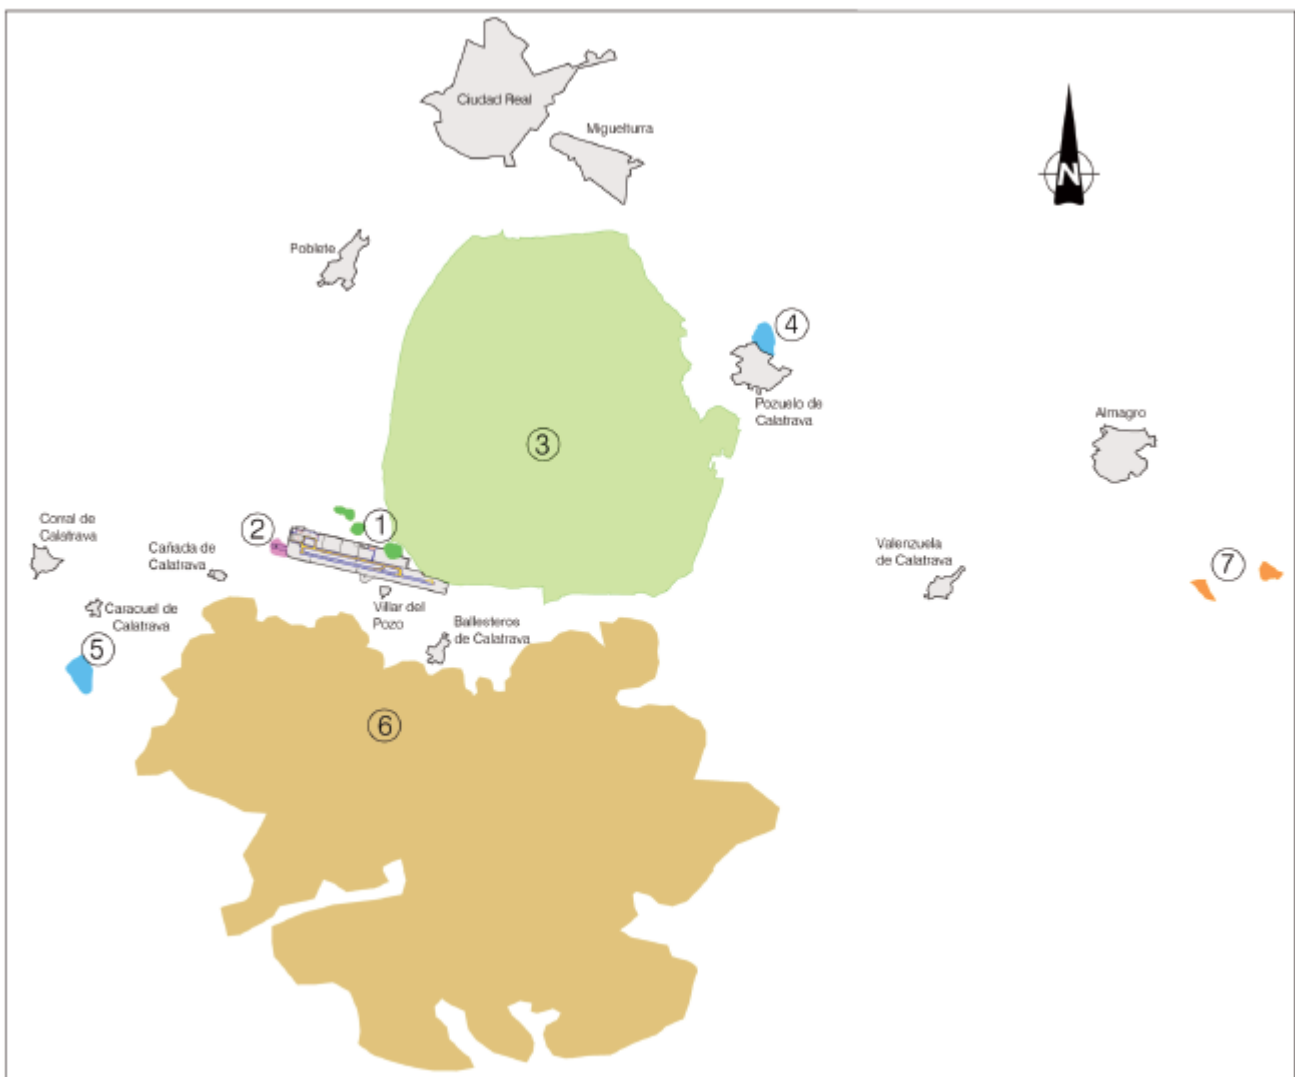 Ciudad Real
Miguelturra
N
Poblete
4
Pozuelo de
Calatrava
Almagro
3
Corral de
Calatrava
2
1
Cañada de
Calatrava
Valenzuela
de Calatrava
7
Caracuel de
Calatrava
Villar del
Pozo
Ballesteros
de Calatrava
5
6